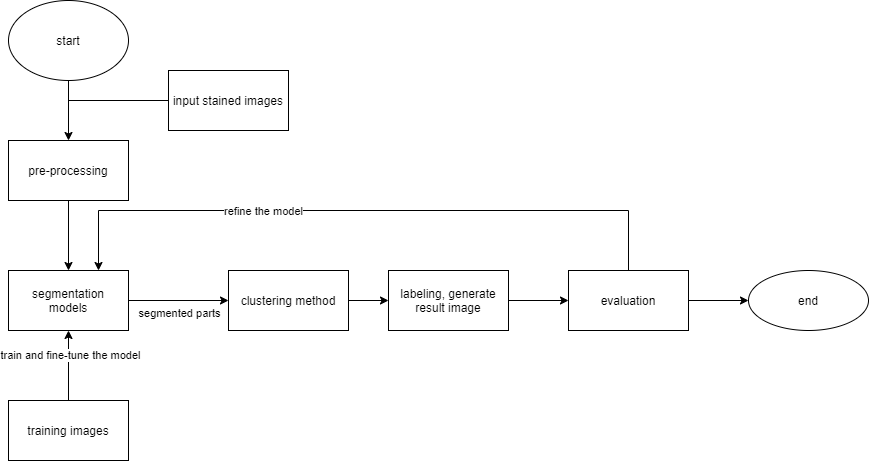 start
input stained images
pre-processing
refine the model
segmentation
models
segmented parts
clustering method
labeling, generate
result image
evaluation
end
train and fine-tune the model
training images